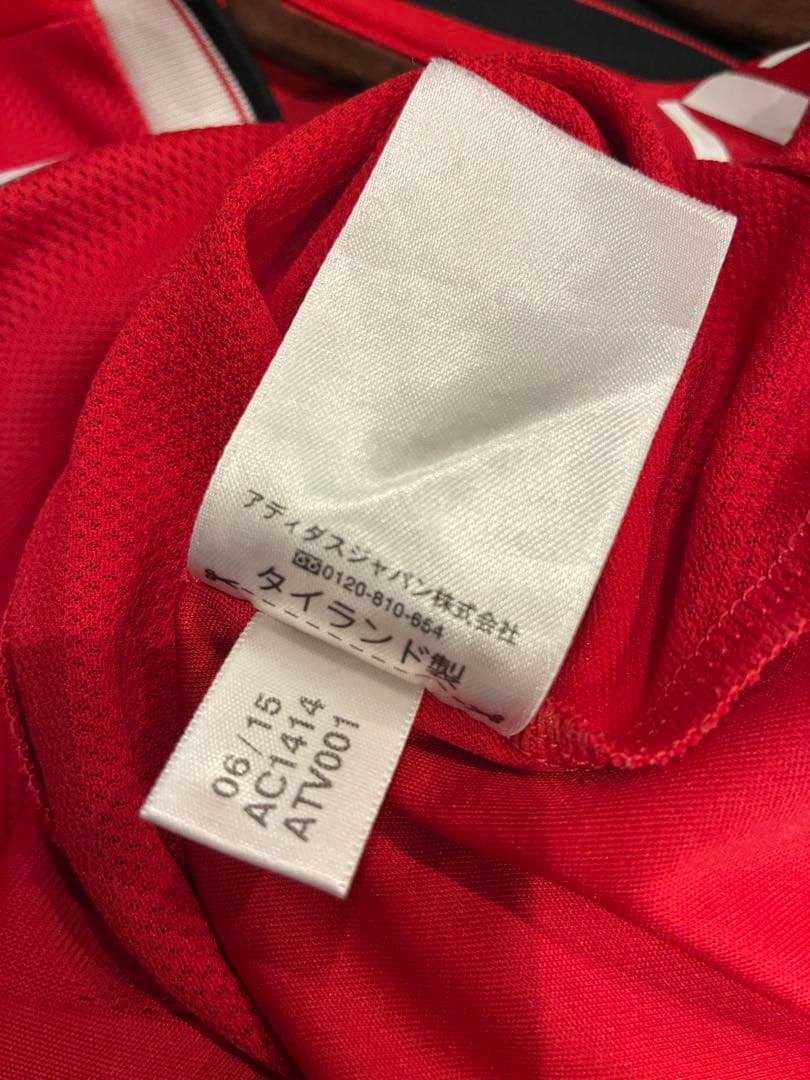 アディダスジャパン株式会社
0120-810-654
タイランド製
06/15
AC1414
ATV001